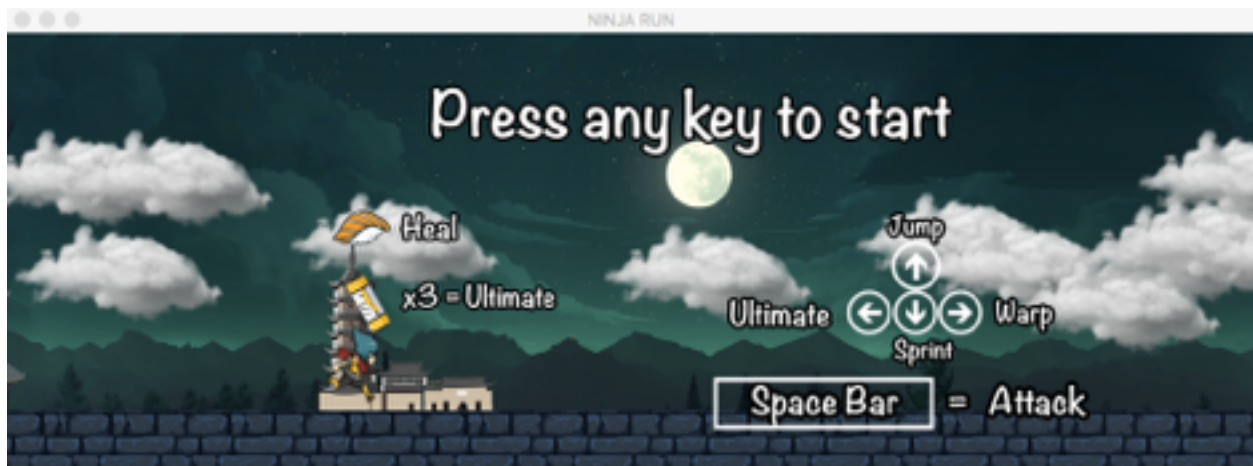 NINJA RUN
Press any key to start
Heal
x3 = Ultimate
Jump
Ultimate
Warp
Sprint
Space Bar = Attack